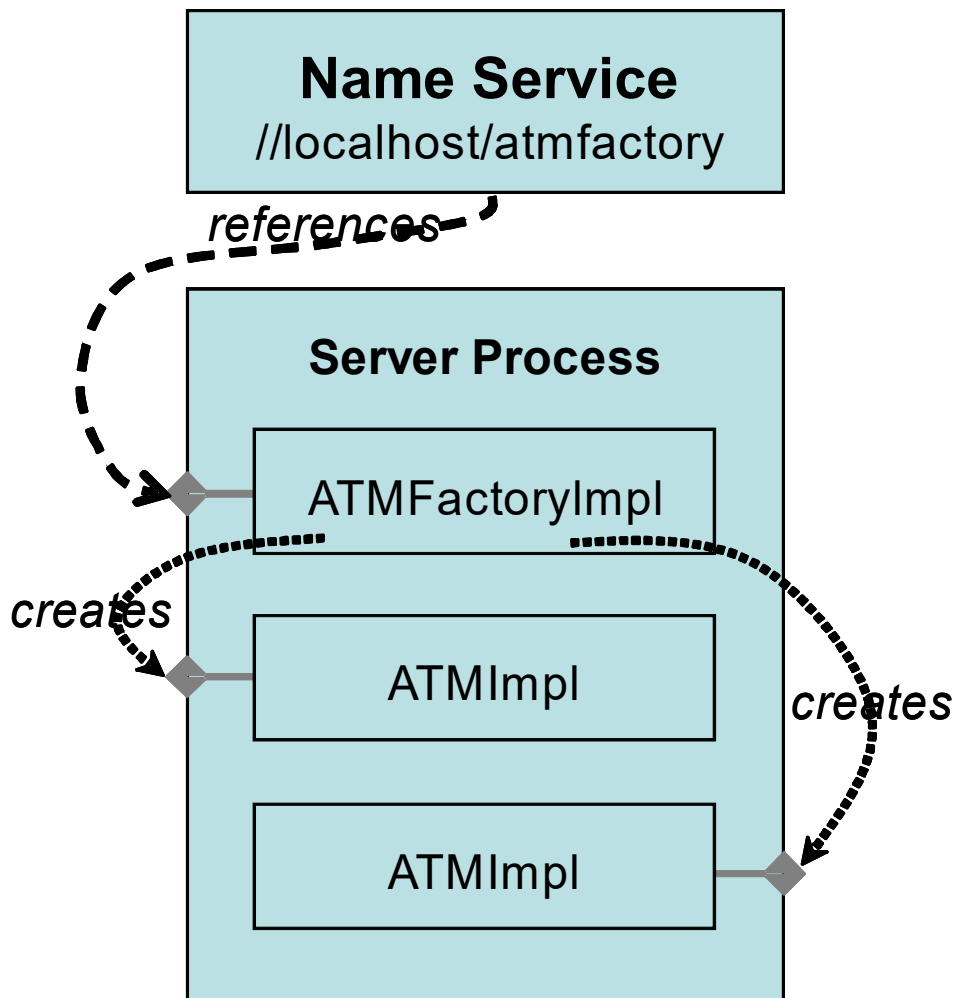 Name Service
//localhost/atmfactory
references
Server Process
ATMFactoryImpl
creates
ATMImpl
creates
ATMImpl